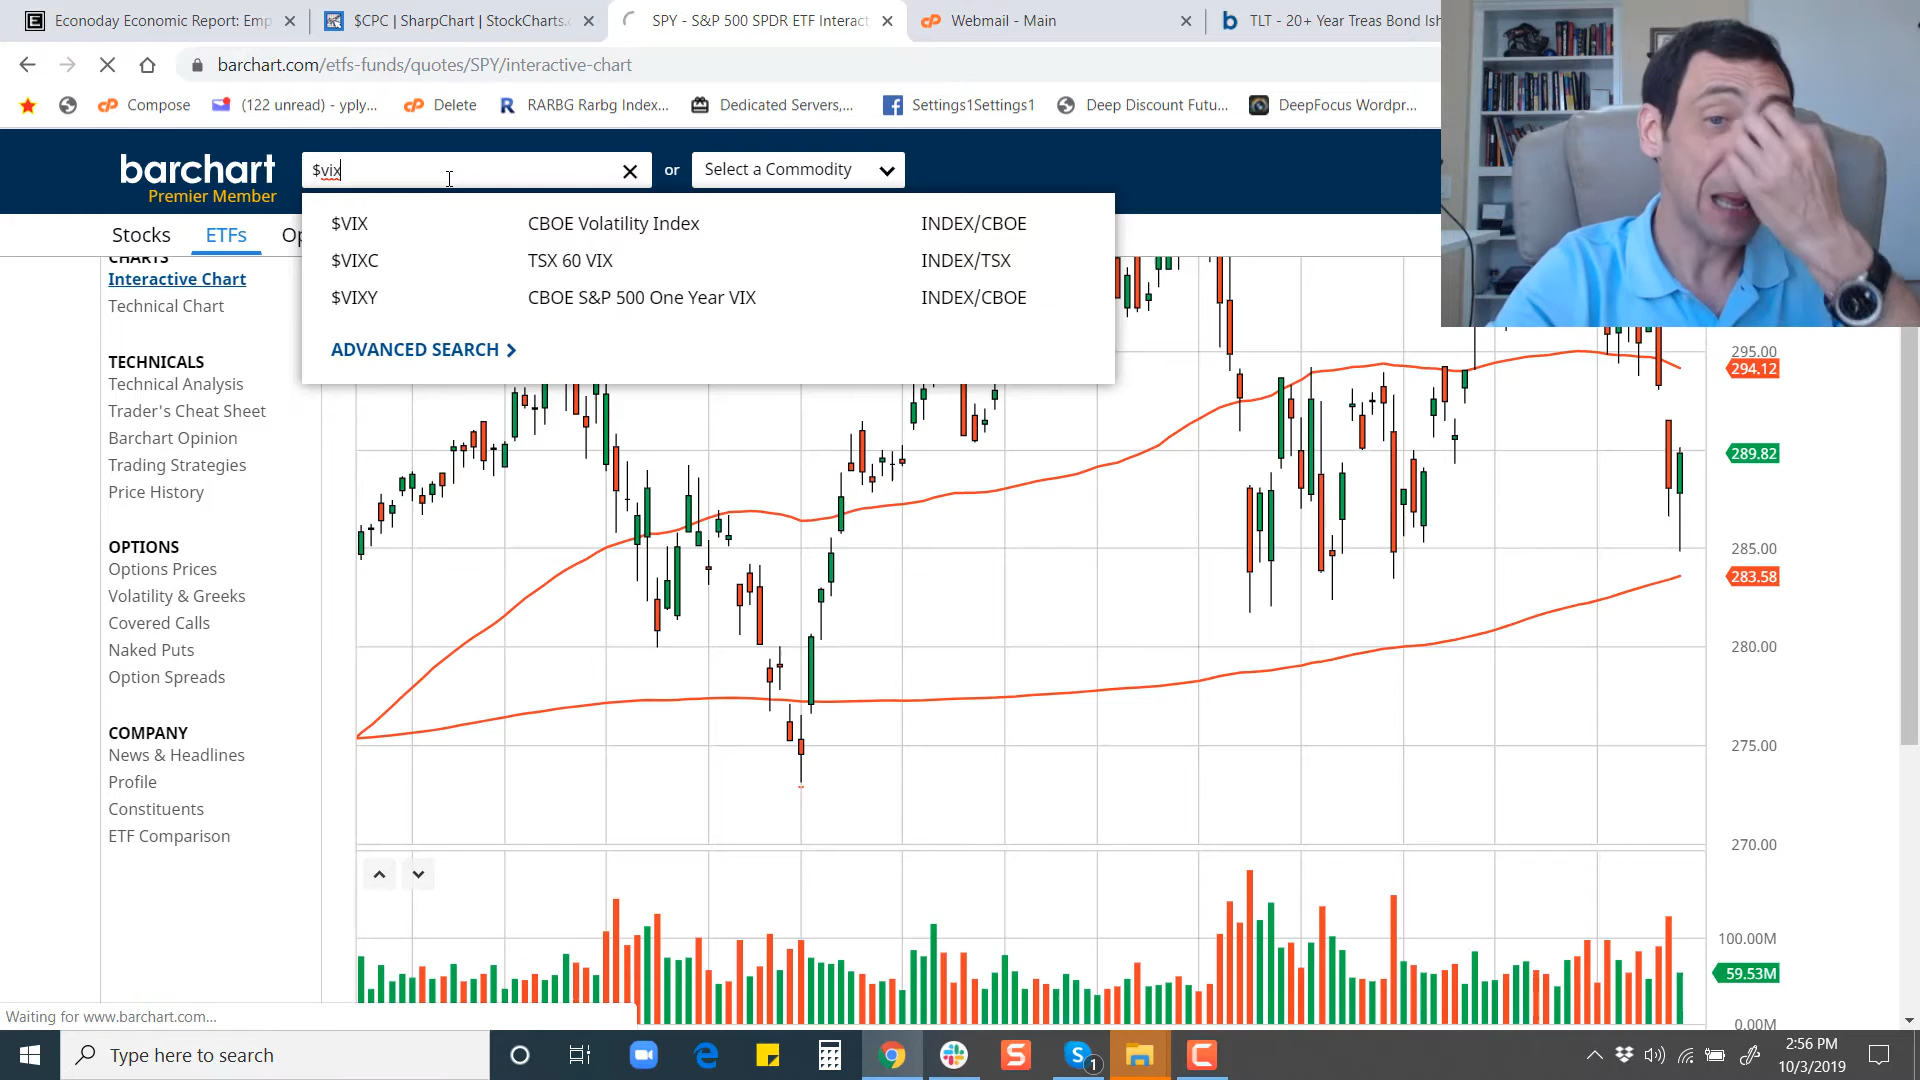 Econoday Economic Report: Emp
$CPC | SharpChart | StockCharts.c
SPY - S&P 500 SPDR ETF Interact
Webmail - Main
TLT - 20+ Year Treas Bond Ish
barchart.com/etfs-funds/quotes/SPY/interactive-chart
Compose
(122 unread) - yply...
Delete
RARBG Rarbg Index...
Dedicated Servers,...
Settings1Settings1
Deep Discount Futu...
DeepFocus Wordpr...
barchart
Premier Member
$vix
or
Select a Commodity
Stocks
ETFs
Op
$VIX CBOE Volatility Index INDEX/CBOE
$VIXC TSX 60 VIX INDEX/TSX
$VIXY CBOE S&P 500 One Year VIX INDEX/CBOE
ADVANCED SEARCH
CHARTS
Interactive Chart
Technical Chart
TECHNICALS
Technical Analysis
Trader's Cheat Sheet
Barchart Opinion
Trading Strategies
Price History
OPTIONS
Options Prices
Volatility & Greeks
Covered Calls
Naked Puts
Option Spreads
COMPANY
News & Headlines
Profile
Constituents
ETF Comparison
295.00
294.12
289.82
285.00
283.58
280.00
275.00
270.00
100.00M
59.53M
0.00M
Waiting for www.barchart.com...
Type here to search
1
2:56 PM
10/3/2019